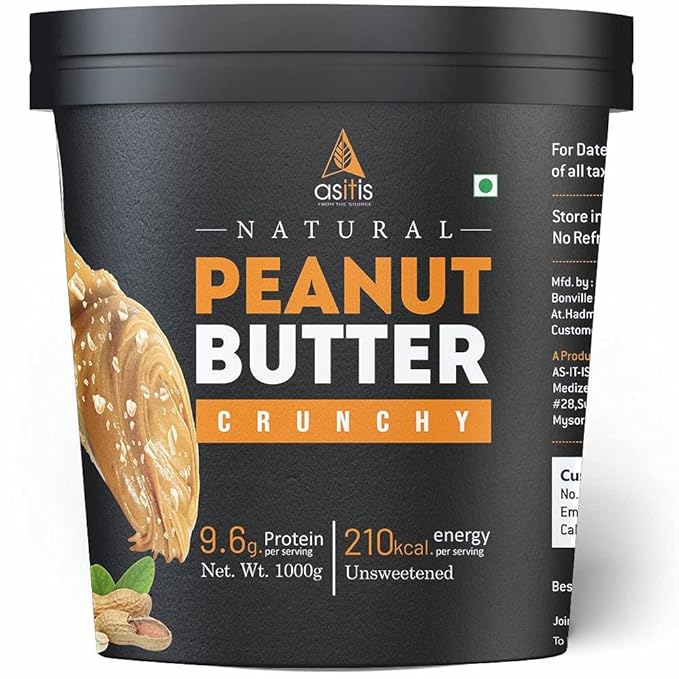 asitis
FROM THE SOURCE
NATURAL
PEANUT
BUTTER
CRUNCHY
9.6g. Protein per serving
Net. Wt. 1000g
210kcal. energy per serving
Unsweetened
For Date
of all tax
Store in
No Refr
Mfd. by :
Bonville
At.Hadm
Custome
A Produ
AS-IT-IS
Medize
#28,Su
Mysor
Cus
No.
Em
Ca
Bes
Join
To